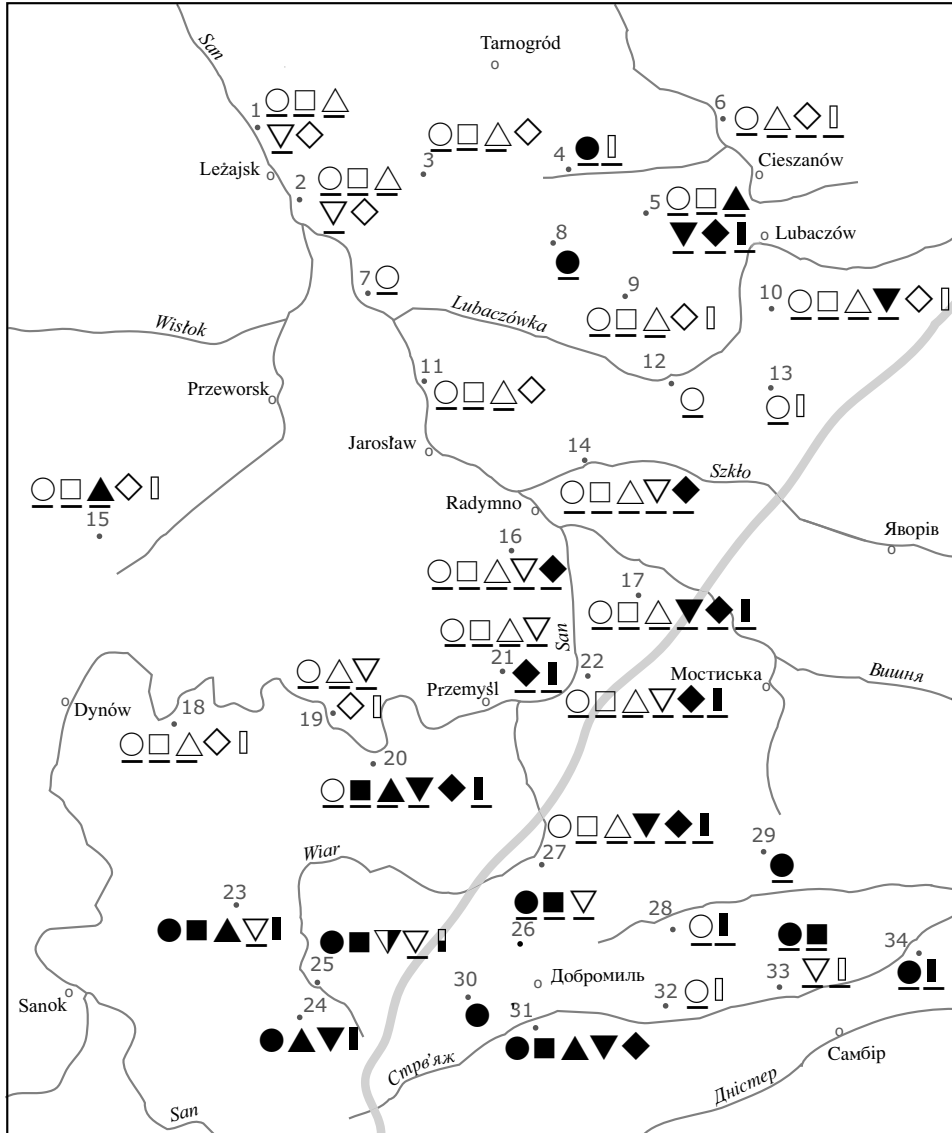 San
Tarnogród
1
6
3
4
Cieszanów
Leżajsk
2
5
8
Lubaczów
7
9
10
Lubaczówka
Wisłok
12
13
11
Przeworsk
Jarosław
14
Szkło
Radymno
15
16
Яворів
17
San
21
22
Мостиська
Вишня
Przemyśl
Dynów
18
19
20
29
Wiar
27
23
28
26
34
25
Добромиль
33
Sanok
30
32
24
31
Самбір
Стрв’яж
Дністер
San